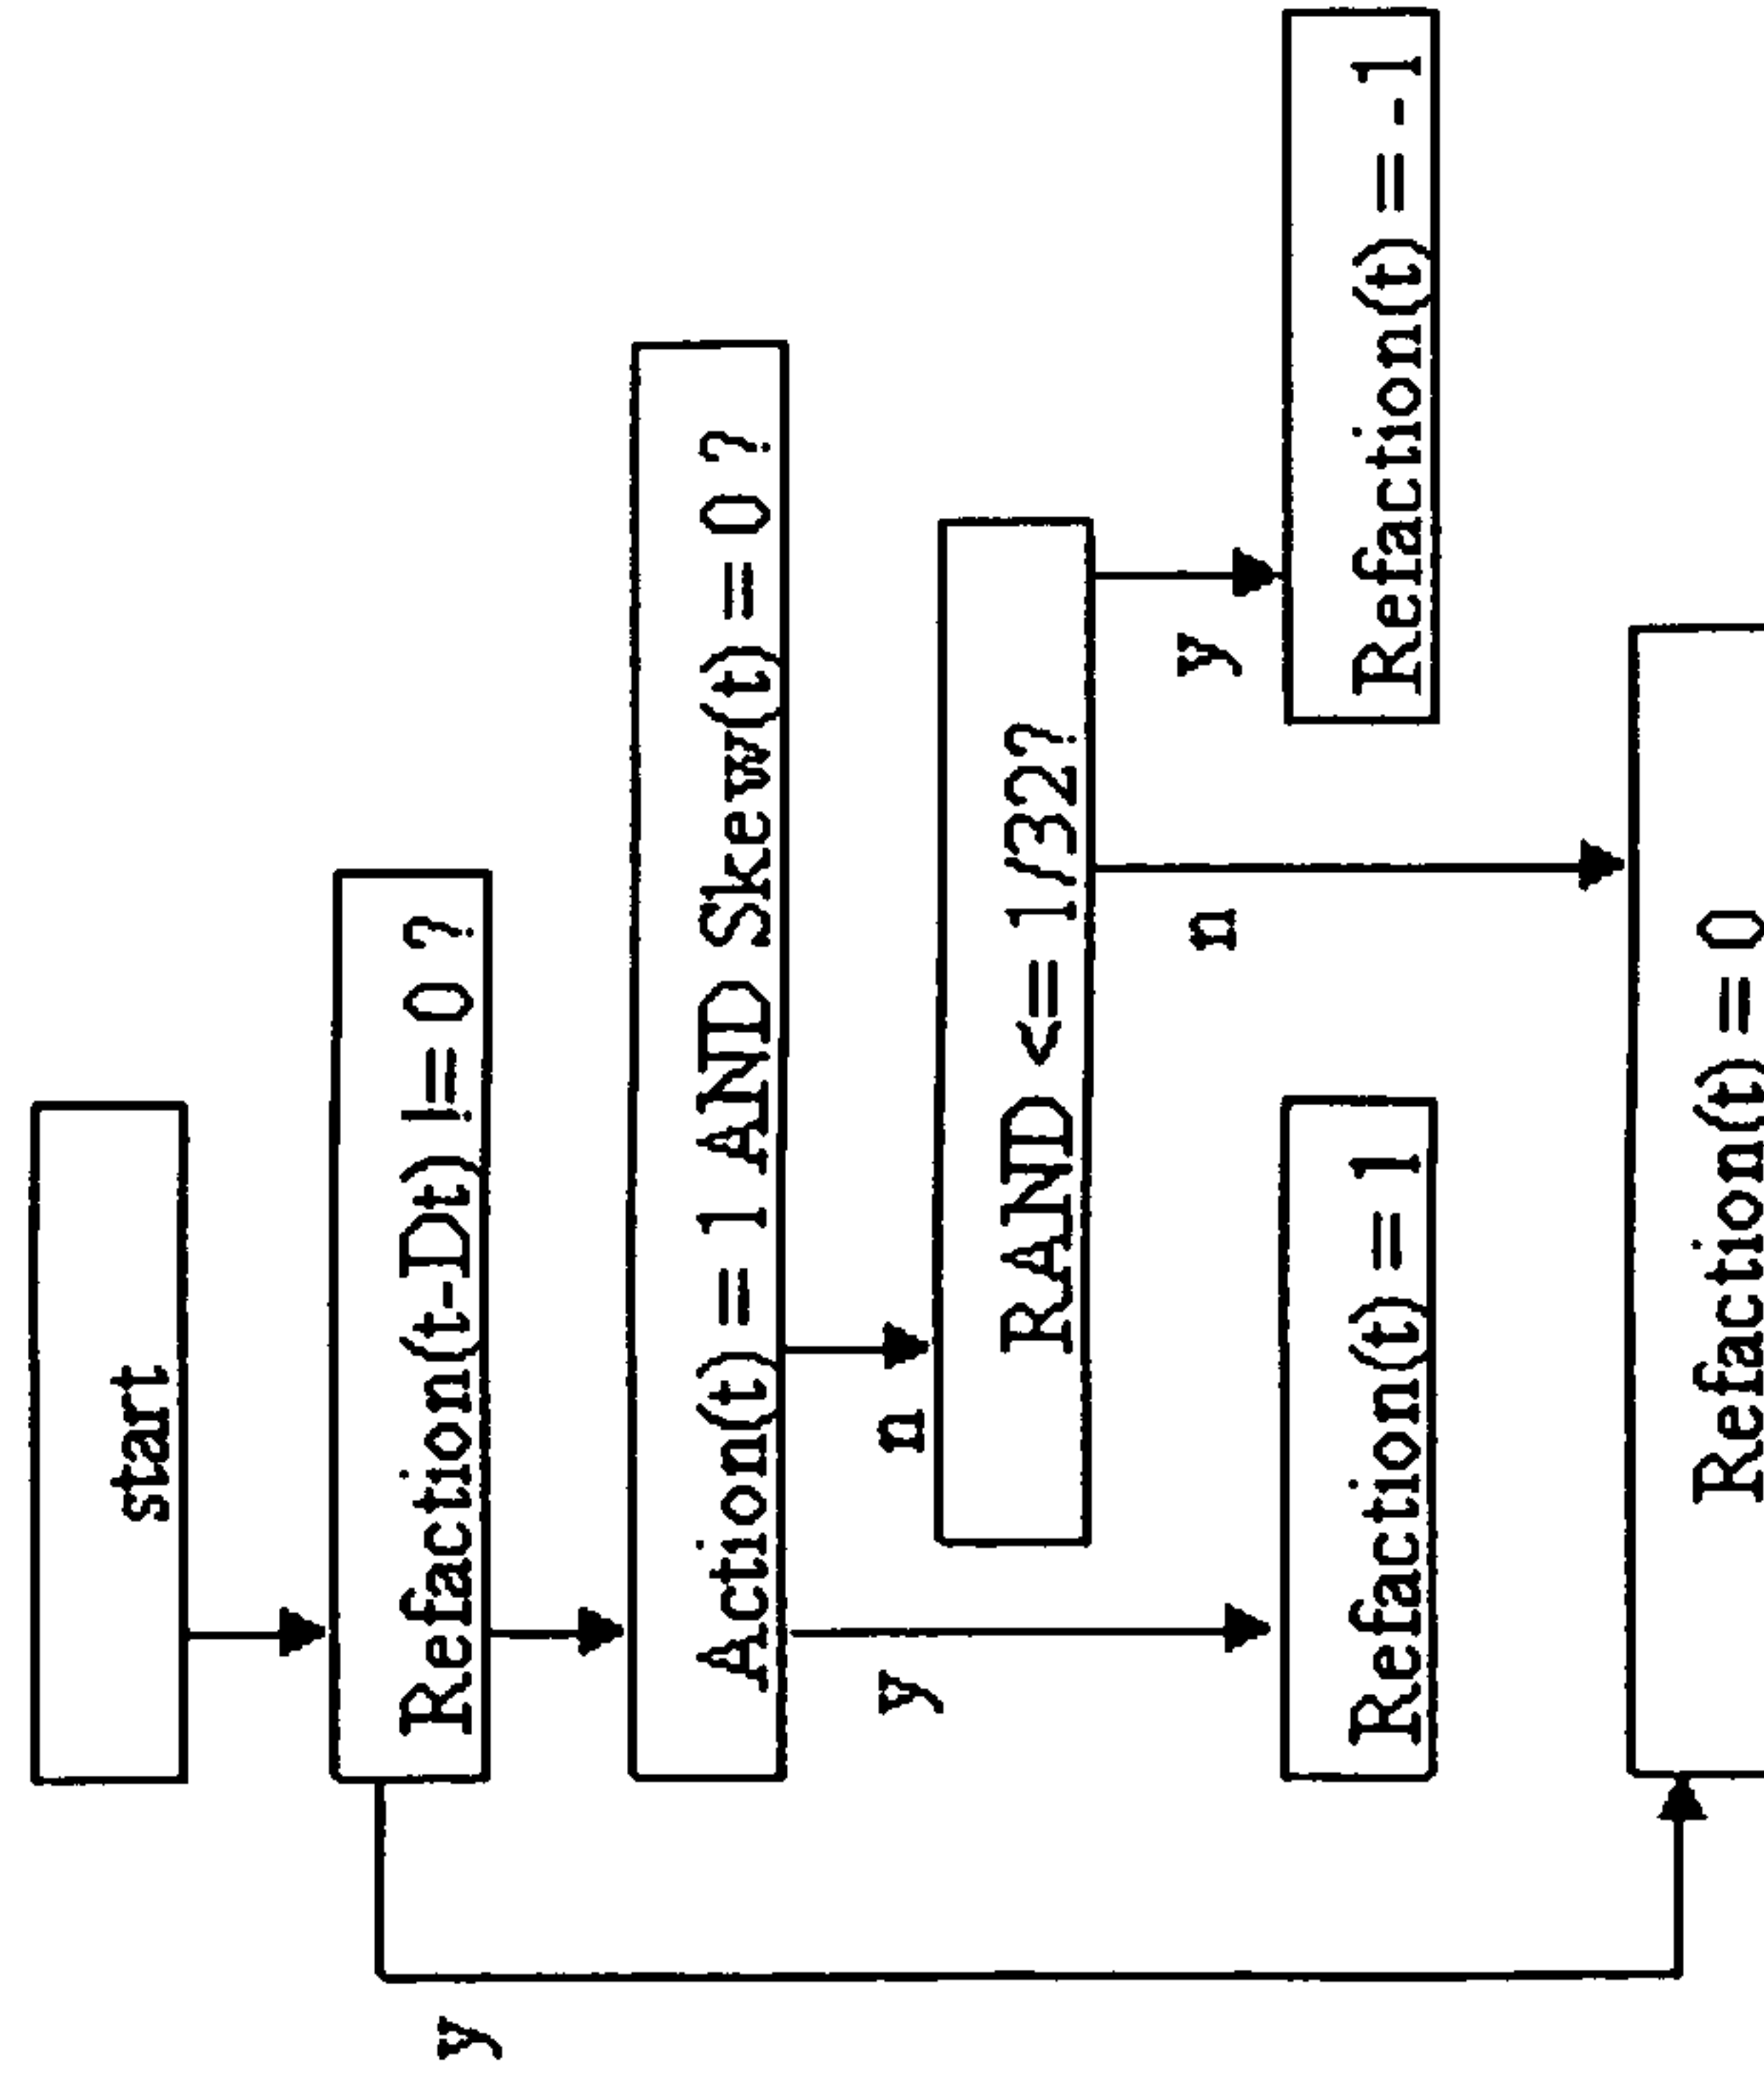 start
Refaction(t-Dt) != 0 ?
y
Action(t) = 1 AND Skew(t) = 0 ?
y
n
RAND <= 1/32?
n
y
Refaction(t) = 1
Refaction(t) = - 1
Refaction(t) = 0